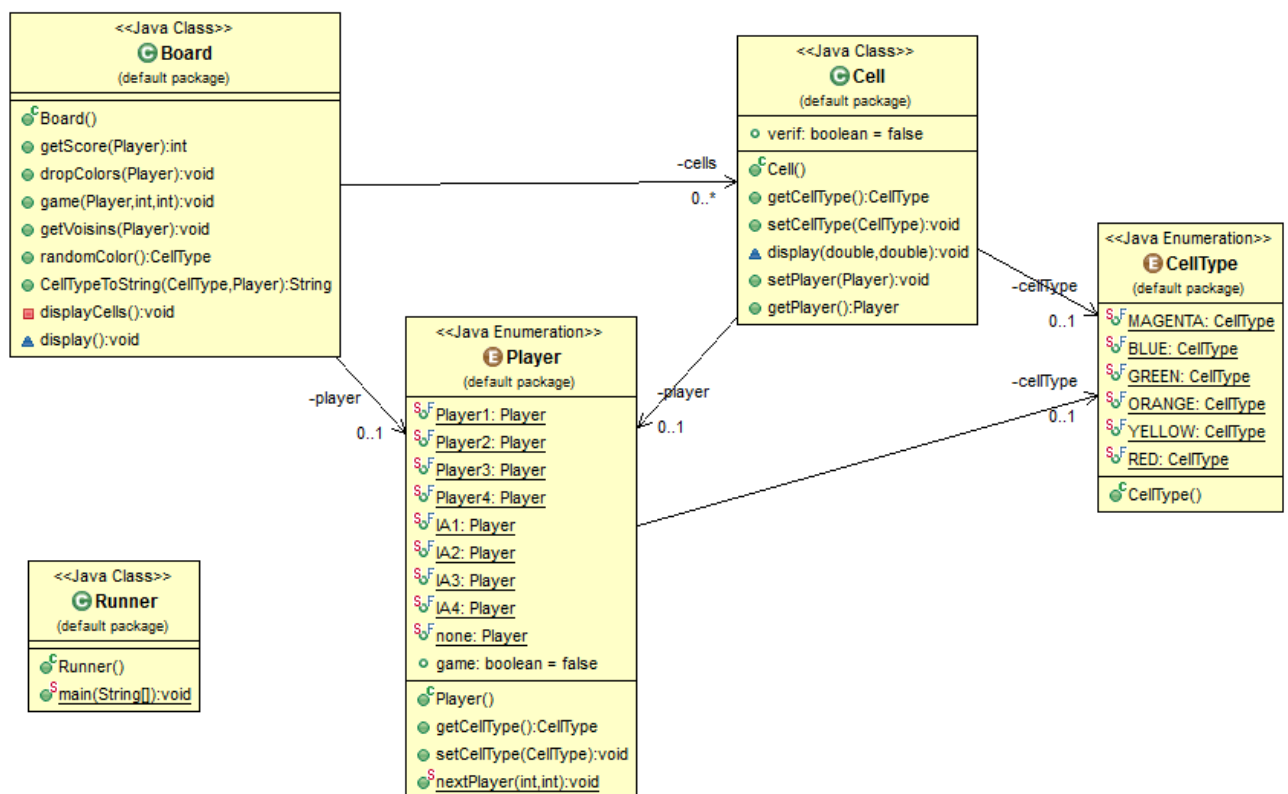 <<Java Class>>
Board
(default package)
Board()
getScore(Player):int
dropColors(Player):void
game(Player,int,int):void
getVoisins(Player):void
randomColor():CellType
CellTypeToString(CellType,Player):String
displayCells():void
display():void
-cells
0..*
-player
0..1
<<Java Class>>
Cell
(default package)
verif: boolean = false
Cell()
getCellType():CellType
setCellType(CellType):void
display(double,double):void
setPlayer(Player):void
getPlayer():Player
-cellType
0..1
-player
0..1
<<Java Enumeration>>
CellType
(default package)
MAGENTA: CellType
BLUE: CellType
GREEN: CellType
ORANGE: CellType
YELLOW: CellType
RED: CellType
CellType()
<<Java Enumeration>>
Player
(default package)
Player1: Player
Player2: Player
Player3: Player
Player4: Player
IA1: Player
IA2: Player
IA3: Player
IA4: Player
none: Player
game: boolean = false
Player()
getCellType():CellType
setCellType(CellType):void
nextPlayer(int,int):void
-cellType
0..1
<<Java Class>>
Runner
(default package)
Runner()
main(String[]):void